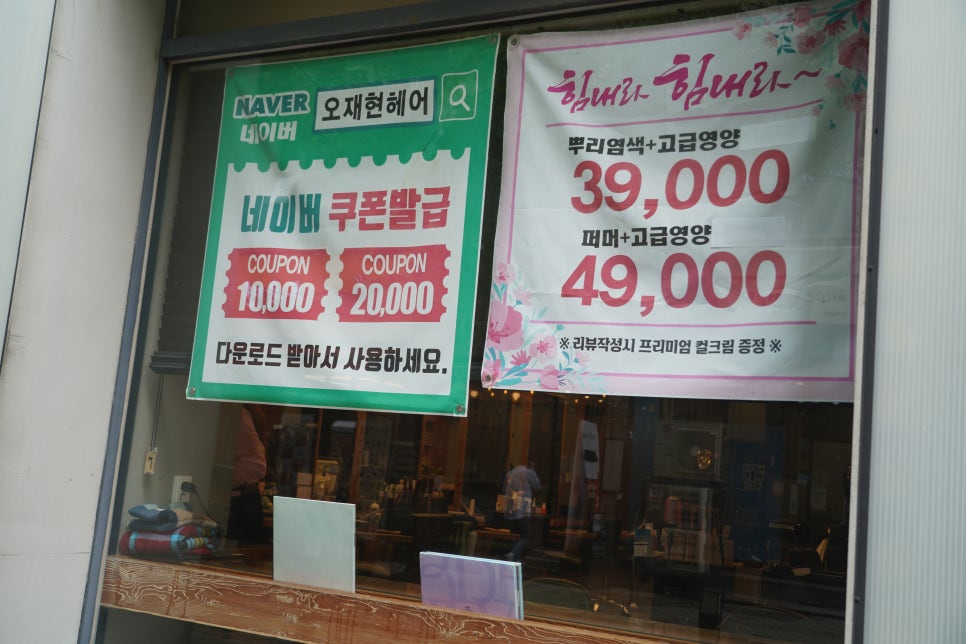 NAVER
네이버
오재현헤어
네이버 쿠폰발급
COUPON
10,000
COUPON
20,000
다운로드 받아서 사용하세요.
힘내라 힘내라~
뿌리염색+고급영양
39,000
펌머+고급영양
49,000
※ 리뷰작성시 프리미엄 컬크림 증정 ※